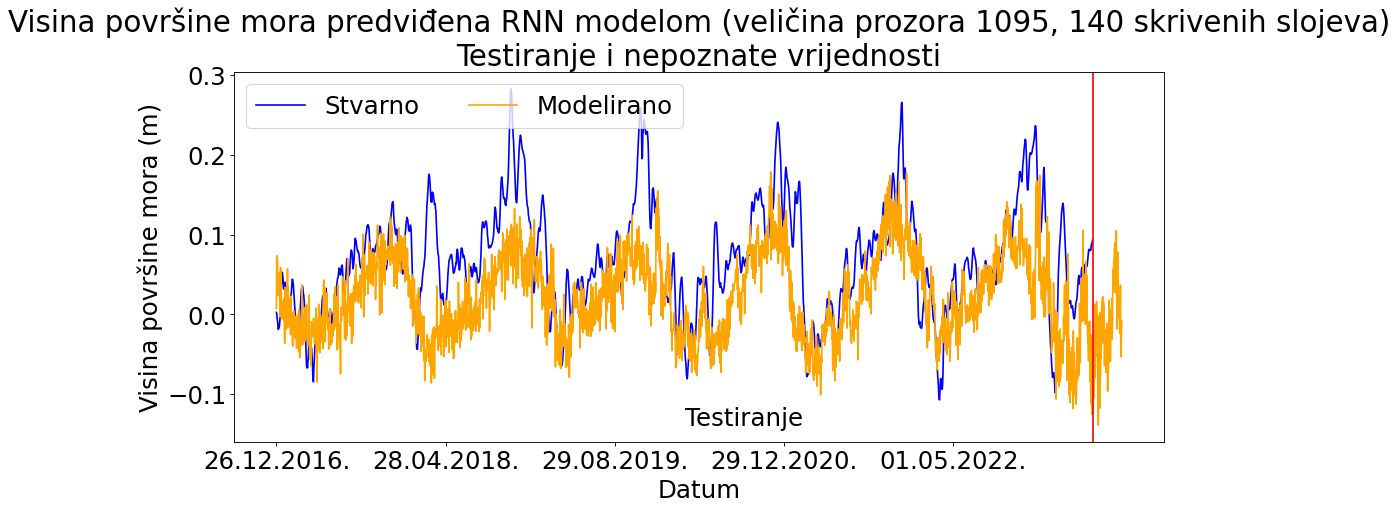 Visina površine mora predviđena RNN modelom (veličina prozora 1095, 140 skrivenih slojeva)
Testiranje i nepoznate vrijednosti
Stvarno
Modelirano
Visina površine mora (m)
0.3
0.2
0.1
0.0
−0.1
Testiranje
26.12.2016.
28.04.2018.
29.08.2019.
29.12.2020.
01.05.2022.
Datum